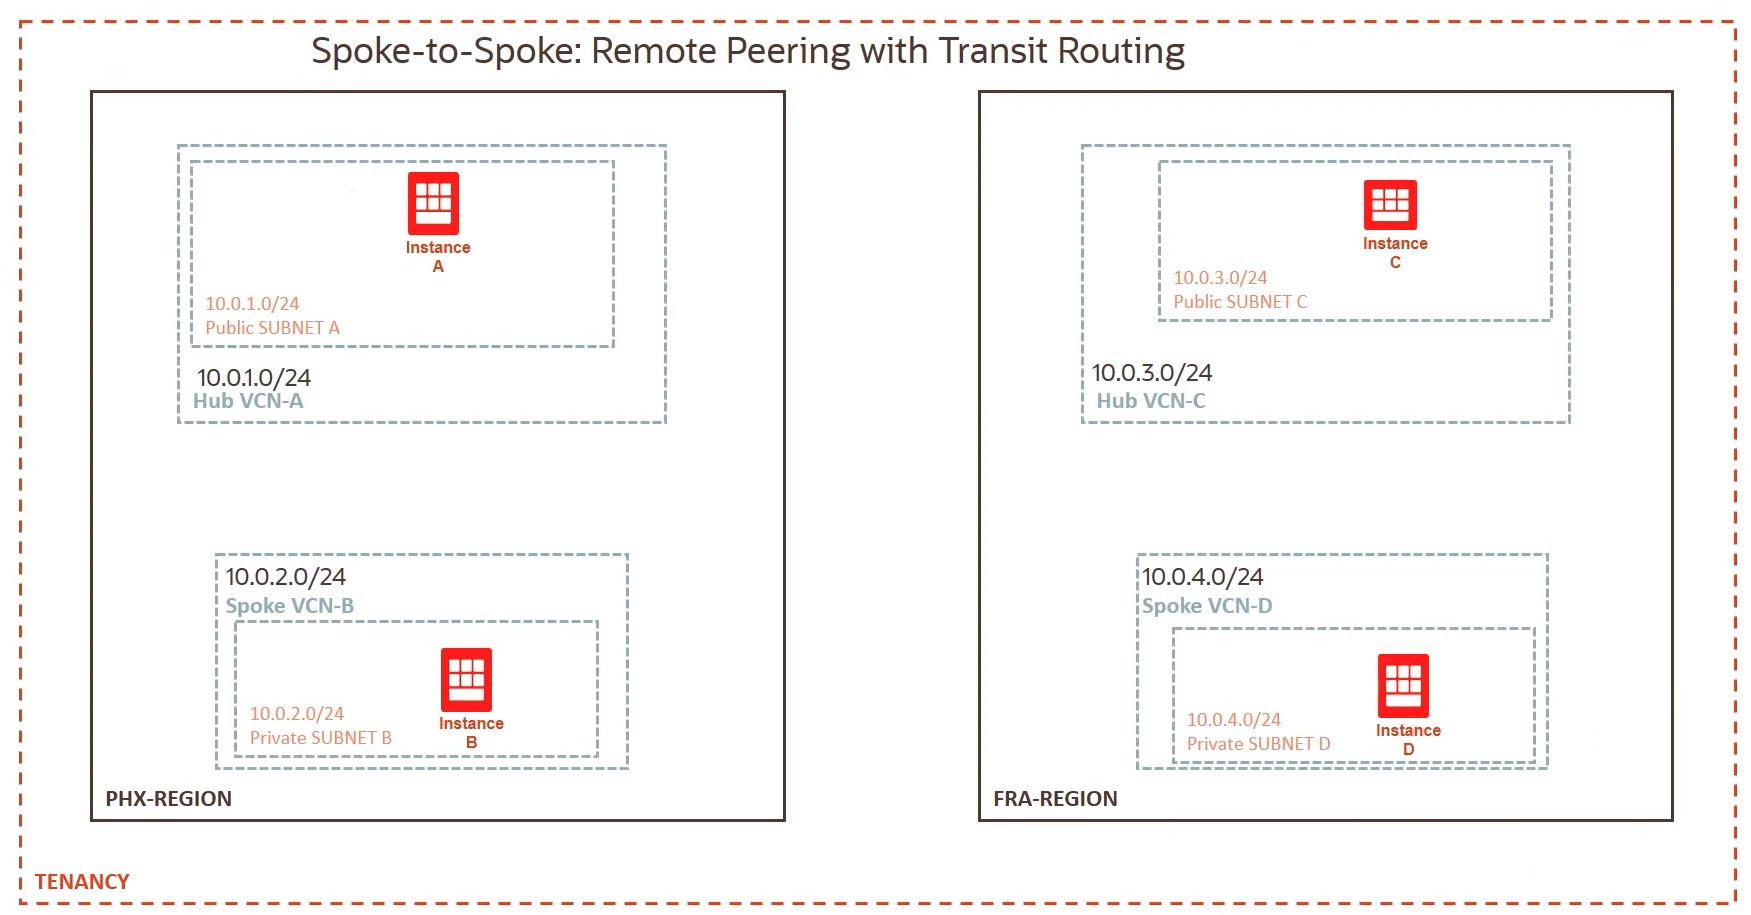 Spoke-to-Spoke: Remote Peering with Transit Routing
Instance
A
10.0.1.0/24
Public SUBNET A
10.0.1.0/24
Hub VCN-A
10.0.2.0/24
Spoke VCN-B
Instance
B
10.0.2.0/24
Private SUBNET B
PHX-REGION
Instance
C
10.0.3.0/24
Public SUBNET C
10.0.3.0/24
Hub VCN-C
10.0.4.0/24
Spoke VCN-D
Instance
D
10.0.4.0/24
Private SUBNET D
FRA-REGION
TENANCY